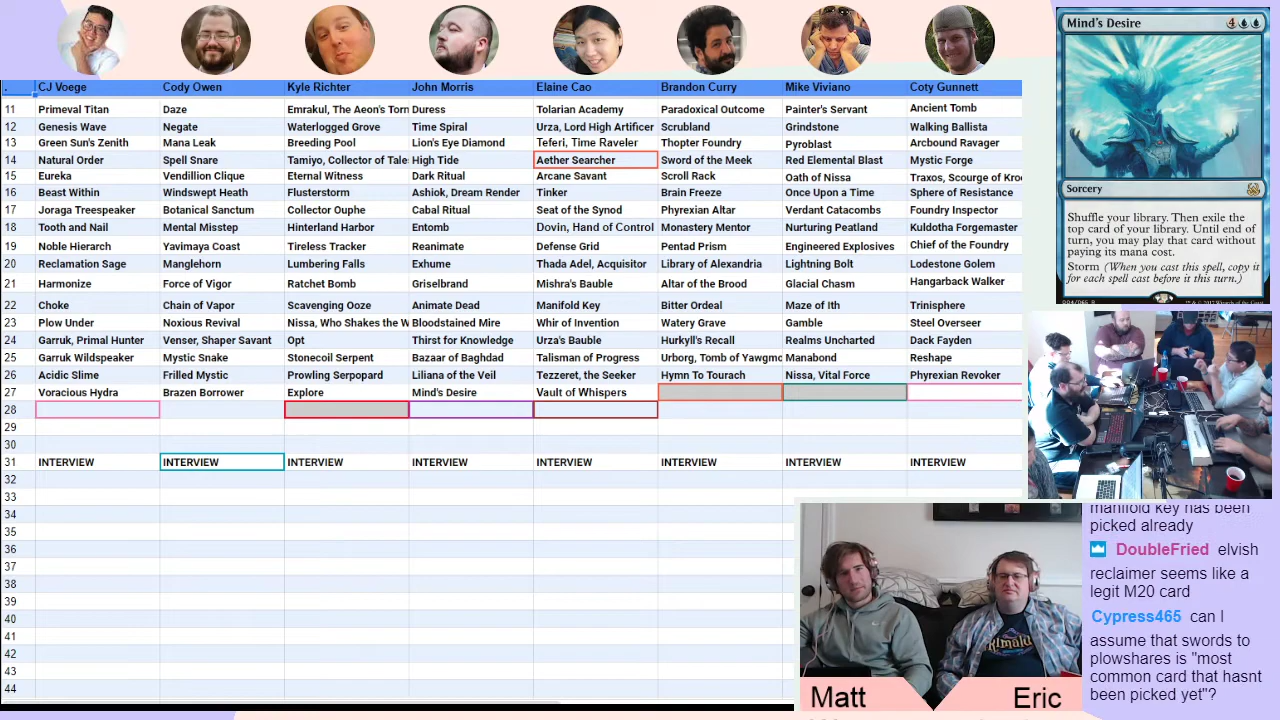 . CJ Voege Cody Owen Kyle Richter John Morris Elaine Cao Brandon Curry Mike Viviano Coty Gunnett
11 Primeval Titan Daze Emrakul, The Aeon's Torn Duress Tolarian Academy Paradoxical Outcome Painter's Servant Ancient Tomb
12 Genesis Wave Negate Waterlogged Grove Time Spiral Urza, Lord High Artificer Scrubland Grindstone Walking Ballista
13 Green Sun's Zenith Mana Leak Breeding Pool Lion's Eye Diamond Teferi, Time Raveler Thopter Foundry Pyroblast Arcbound Ravager
14 Natural Order Spell Snare Tamiyo, Collector of Tale High Tide Aether Searcher Sword of the Meek Red Elemental Blast Mystic Forge
15 Eureka Vendillion Clique Eternal Witness Dark Ritual Arcane Savant Scroll Rack Oath of Nissa Traxos, Scourge of Kroo
16 Beast Within Windswept Heath Flusterstorm Ashiok, Dream Render Tinker Brain Freeze Once Upon a Time Sphere of Resistance
17 Joraga Treespeaker Botanical Sanctum Collector Ouphe Cabal Ritual Seat of the Synod Phyrexian Altar Verdant Catacombs Foundry Inspector
18 Tooth and Nail Mental Misstep Hinterland Harbor Entomb Dovin, Hand of Control Monastery Mentor Nurturing Peatland Kuldotha Forgemaster
19 Noble Hierarch Yavimaya Coast Tireless Tracker Reanimate Defense Grid Pentad Prism Engineered Explosives Chief of the Foundry
20 Reclamation Sage Manglehorn Lumbering Falls Exhume Thada Adel, Acquisitor Library of Alexandria Lightning Bolt Lodestone Golem
21 Harmonize Force of Vigor Ratchet Bomb Griselbrand Mishra's Bauble Altar of the Brood Glacial Chasm Hangarback Walker
22 Choke Chain of Vapor Scavenging Ooze Animate Dead Manifold Key Bitter Ordeal Maze of Ith Trinisphere
23 Plow Under Noxious Revival Nissa, Who Shakes the W Bloodstained Mire Whir of Invention Watery Grave Gamble Steel Overseer
24 Garruk, Primal Hunter Venser, Shaper Savant Opt Thirst for Knowledge Urza's Bauble Hurkyll's Recall Realms Uncharted Dack Fayden
25 Garruk Wildspeaker Mystic Snake Stonecoil Serpent Bazaar of Baghdad Talisman of Progress Urborg, Tomb of Yawgmo Manabond Reshape
26 Acidic Slime Frilled Mystic Prowling Serpopard Liliana of the Veil Tezzeret, the Seeker Hymn To Tourach Nissa, Vital Force Phyrexian Revoker
27 Voracious Hydra Brazen Borrower Explore Mind's Desire Vault of Whispers
28
29
30
31 INTERVIEW INTERVIEW INTERVIEW INTERVIEW INTERVIEW INTERVIEW INTERVIEW INTERVIEW
32
33
34
35
36
37
38
39
40
41
42
43
44
Mind's Desire 4
Sorcery
Shuffle your library. Then exile the
top card of your library. Until end
of turn, you may play that card without
paying its mana cost.
Storm (When you cast this spell, copy it
for each spell cast before it this turn.)
manifold key has been
picked already
DoubleFried elvish
reclaimer seems like a
legit M20 card
Cypress465 can I
assume that swords to
plowshares is "most
common card that hasnt
been picked yet"?
Matt Eric